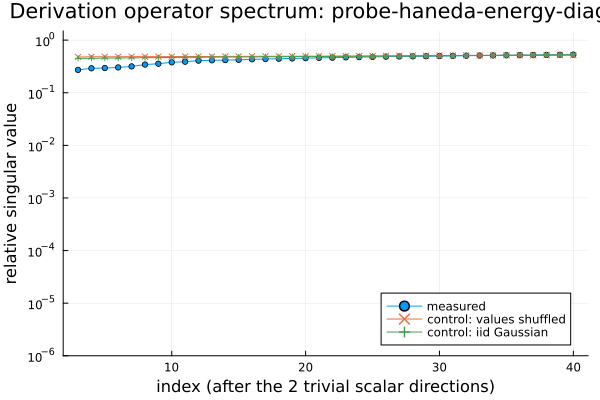 Derivation operator spectrum: probe-haneda-energy-diag
10⁰
10⁻¹
10⁻²
10⁻³
10⁻⁴
10⁻⁵
10⁻⁶
relative singular value
measured
control: values shuffled
control: iid Gaussian
10 20 30 40
index (after the 2 trivial scalar directions)